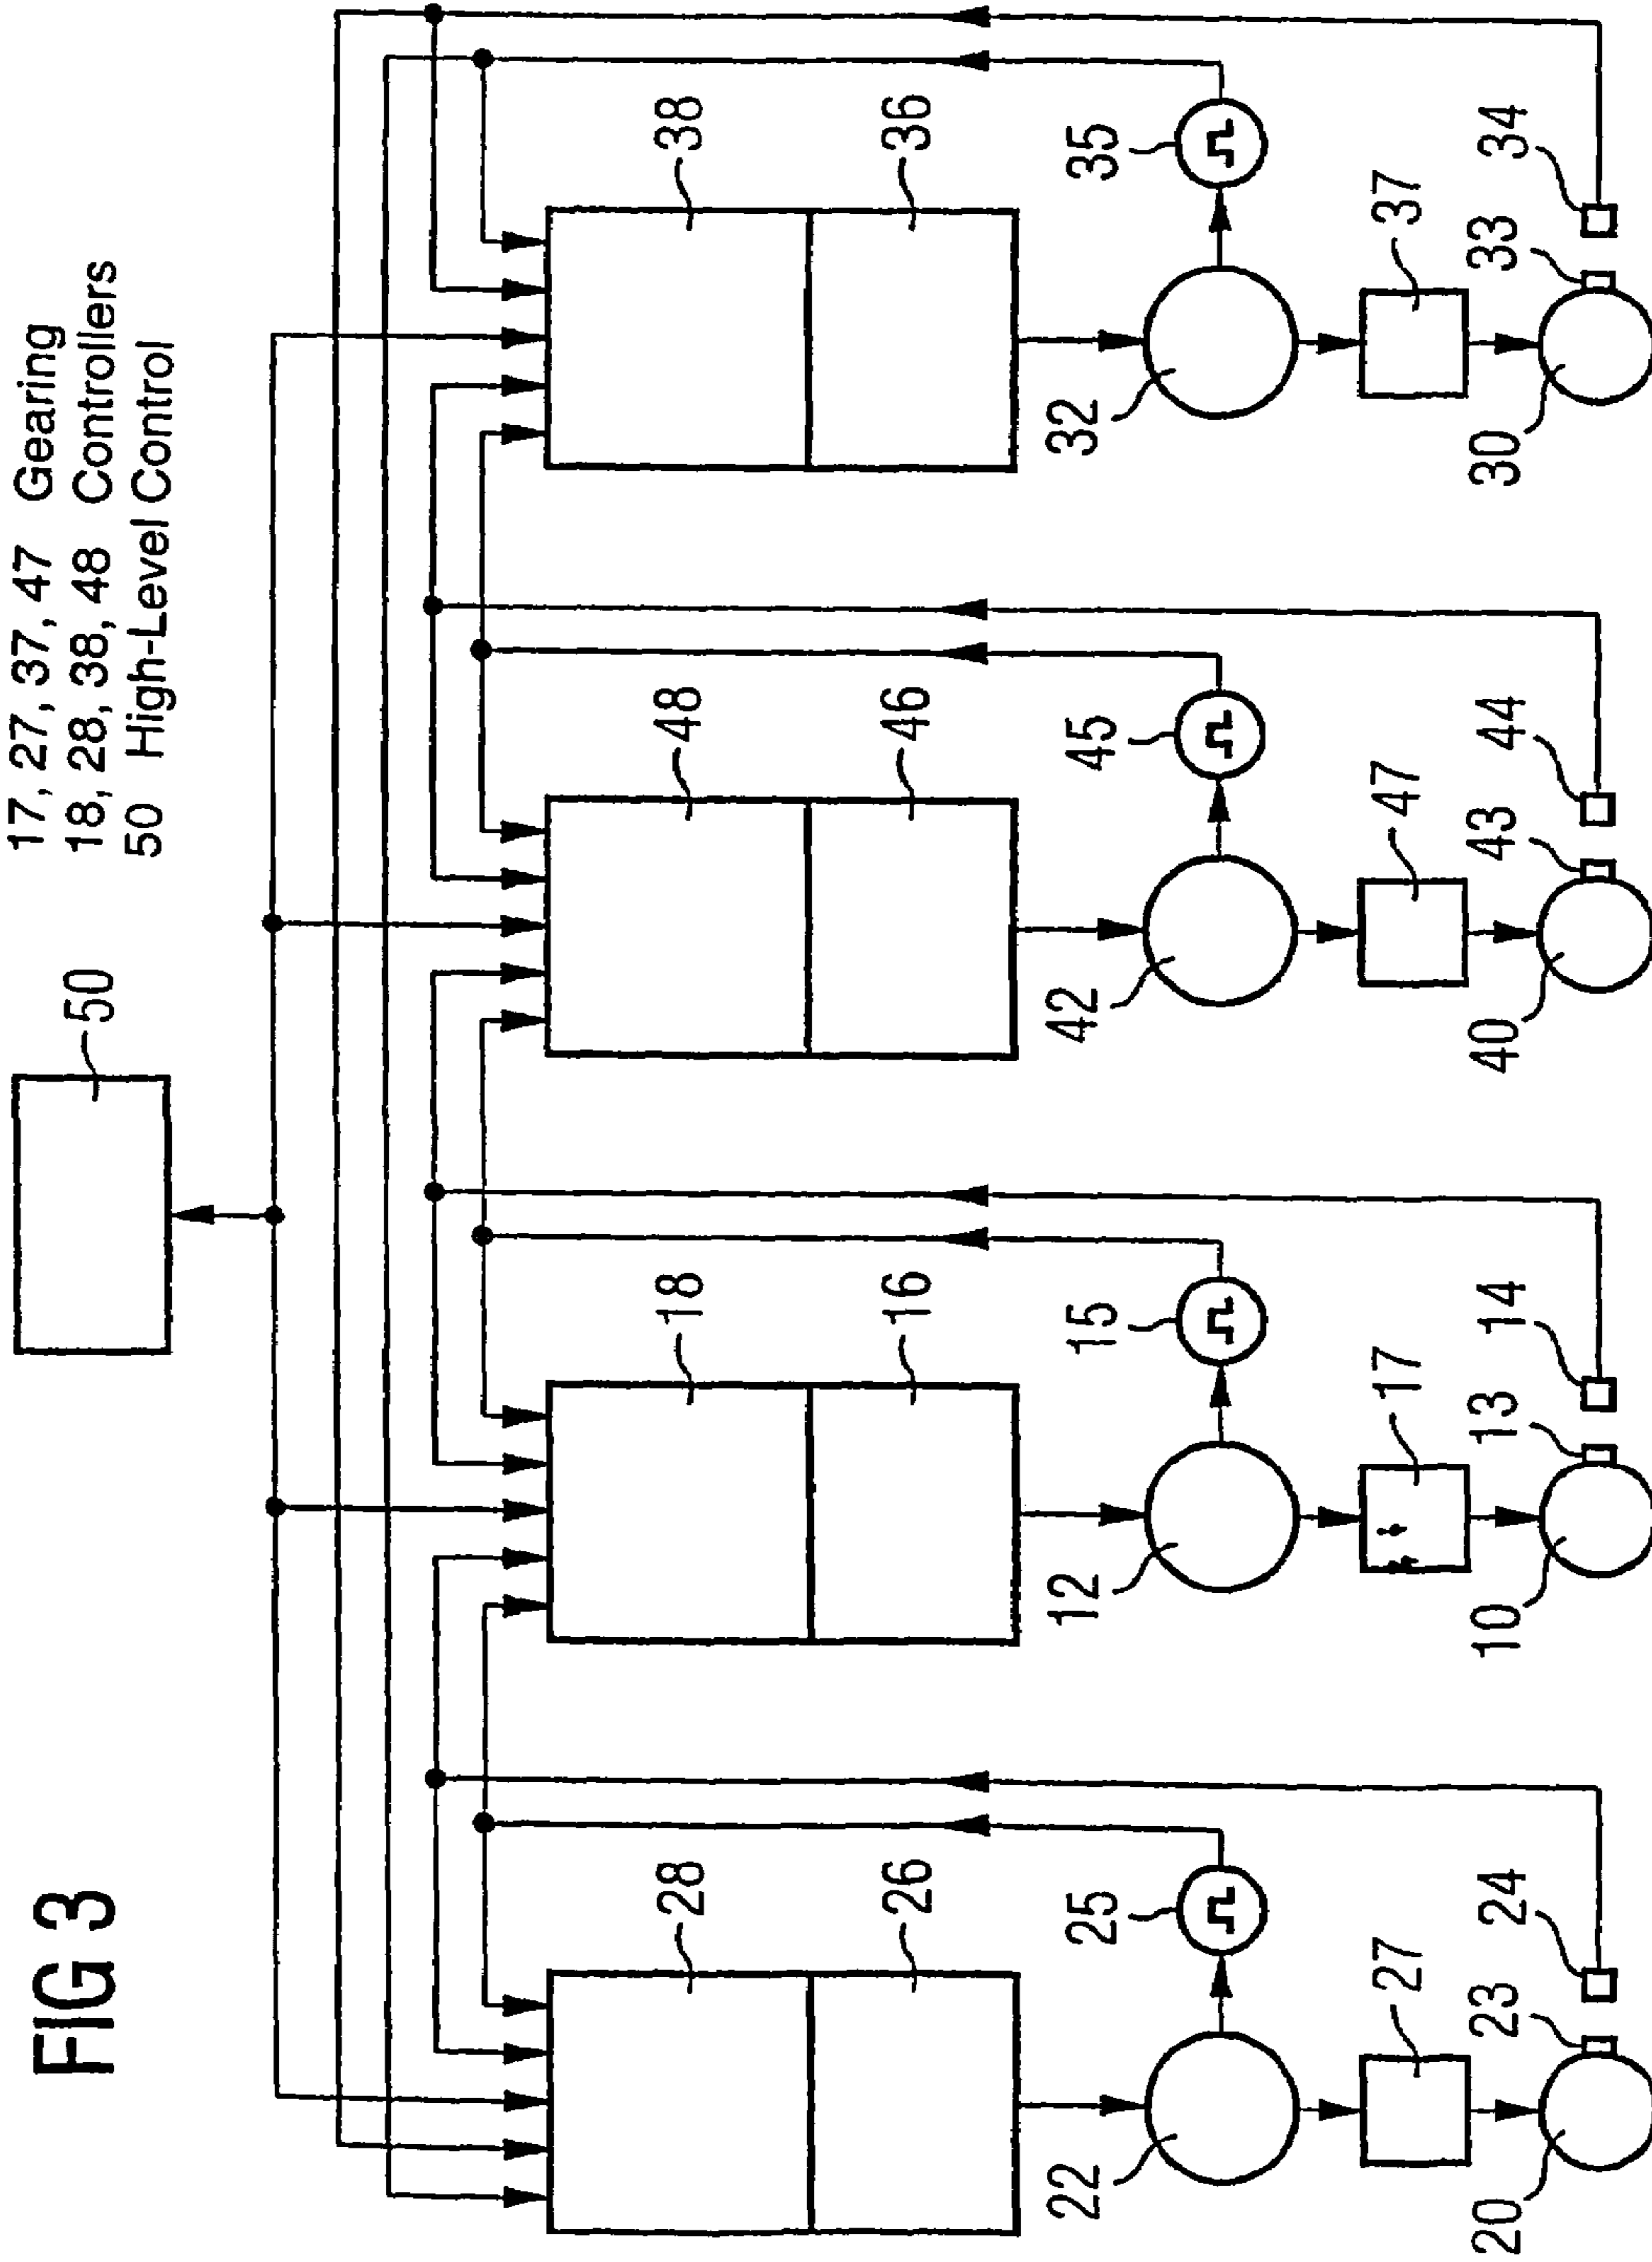 FIG 3
50
17, 27, 37, 47 Gearing
18, 28, 38, 48 Controllers
50 High-Level Control
28 18 48 38
26 16 46 36
22 25 12 15 42 45 32 35
27 17 47 37
20 23 24 10 13 14 40 43 44 30 33 34